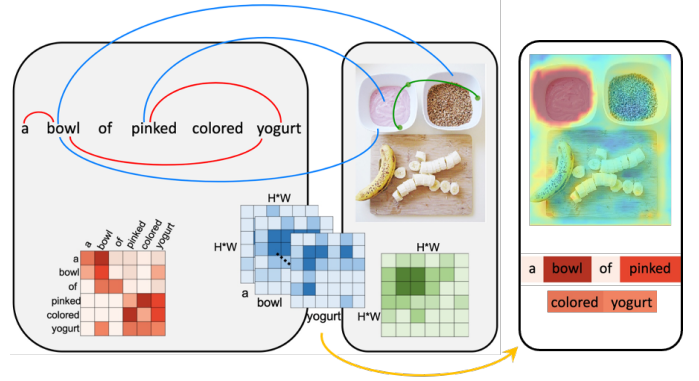 a bowl of pinked colored yogurt
H*W
H*W
a
bowl
yogurt
a
bowl
of
pinked
colored
yogurt
a
bowl
of
pinked
colored
yogurt
H*W
H*W
a bowl of pinked
colored yogurt